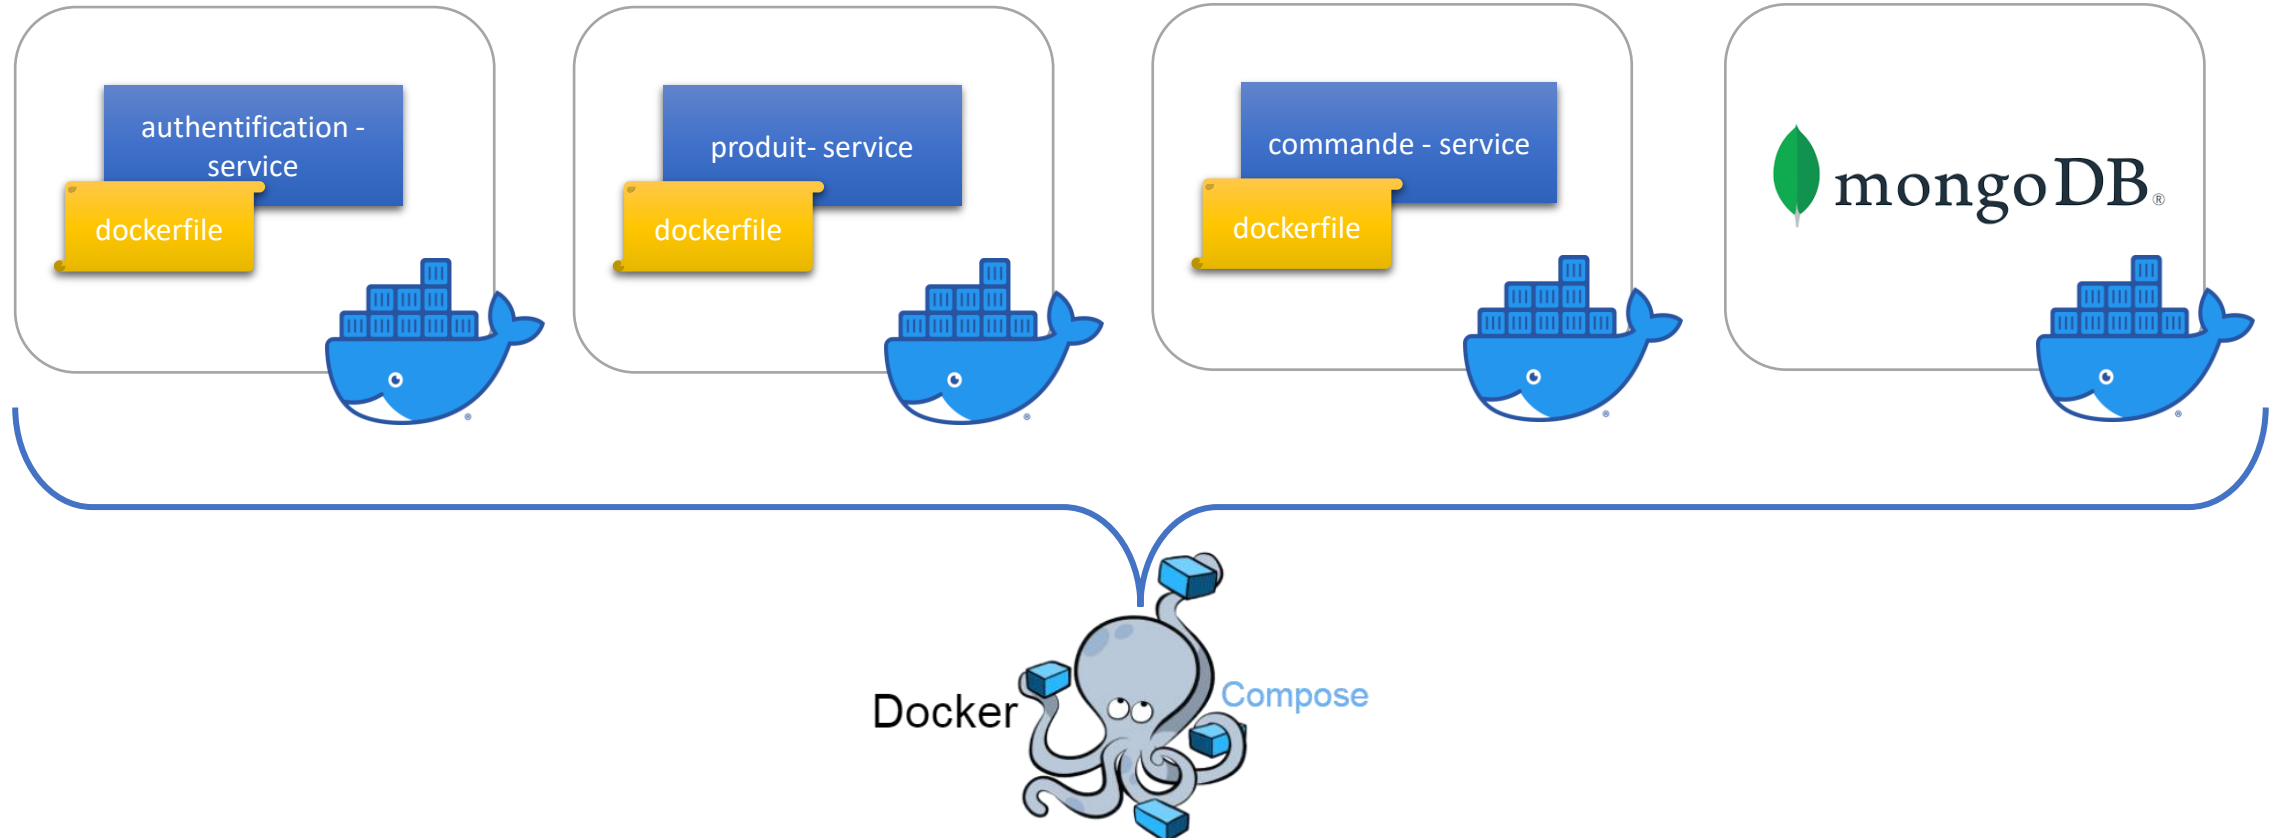 authentification -
service
dockerfile
produit- service
dockerfile
commande - service
dockerfile
mongoDB®
Docker
Compose